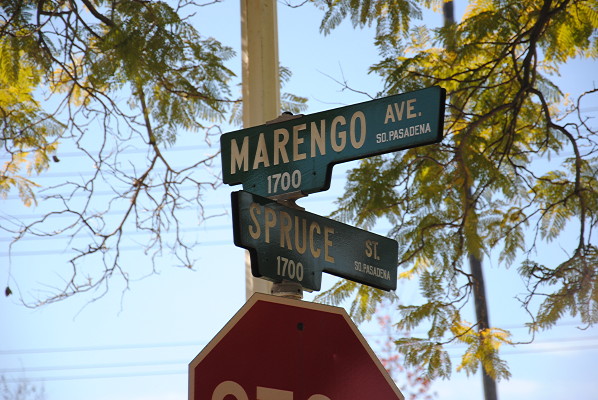 MARENGO AVE.
1700 SO. PASADENA
SPRUCE ST.
1700 SO. PASADENA